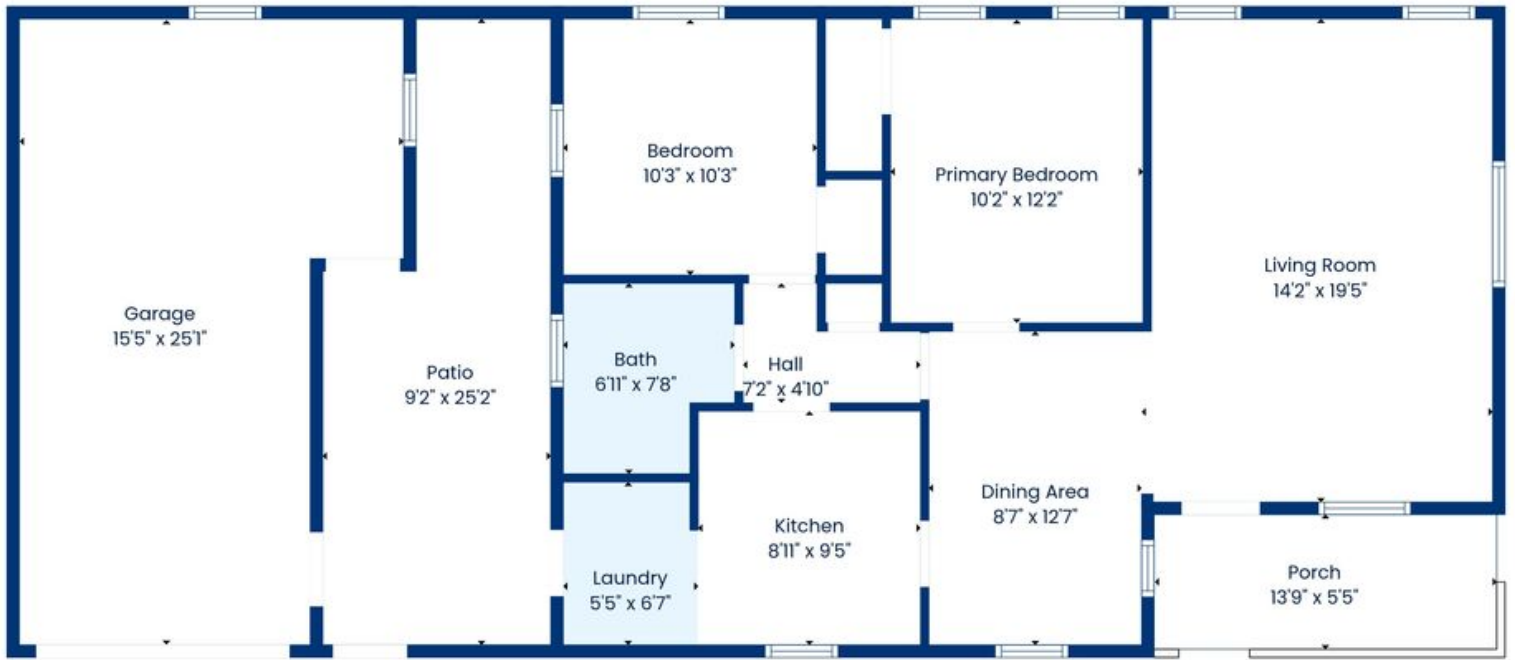 Bedroom
10'3" x 10'3"
Primary Bedroom
10'2" x 12'2"
Living Room
14'2" x 19'5"
Garage
15'5" x 25'1"
Patio
9'2" x 25'2"
Bath
6'11" x 7'8"
Hall
7'2" x 4'10"
Dining Area
8'7" x 12'7"
Kitchen
8'11" x 9'5"
Laundry
5'5" x 6'7"
Porch
13'9" x 5'5"